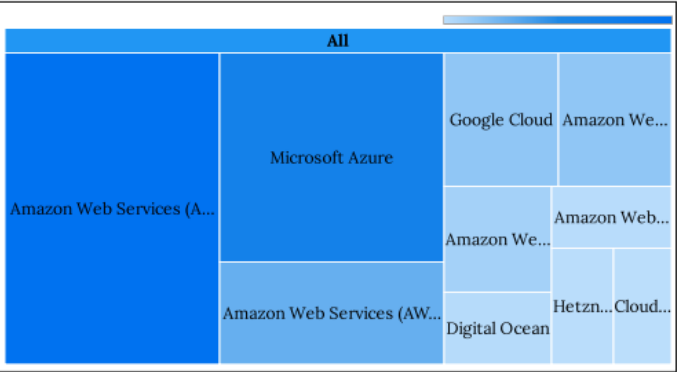 All
Amazon Web Services (A...
Microsoft Azure
Amazon Web Services (AW...
Google Cloud
Amazon We...
Amazon We...
Digital Ocean
Amazon Web...
Hetzn...
Cloud...